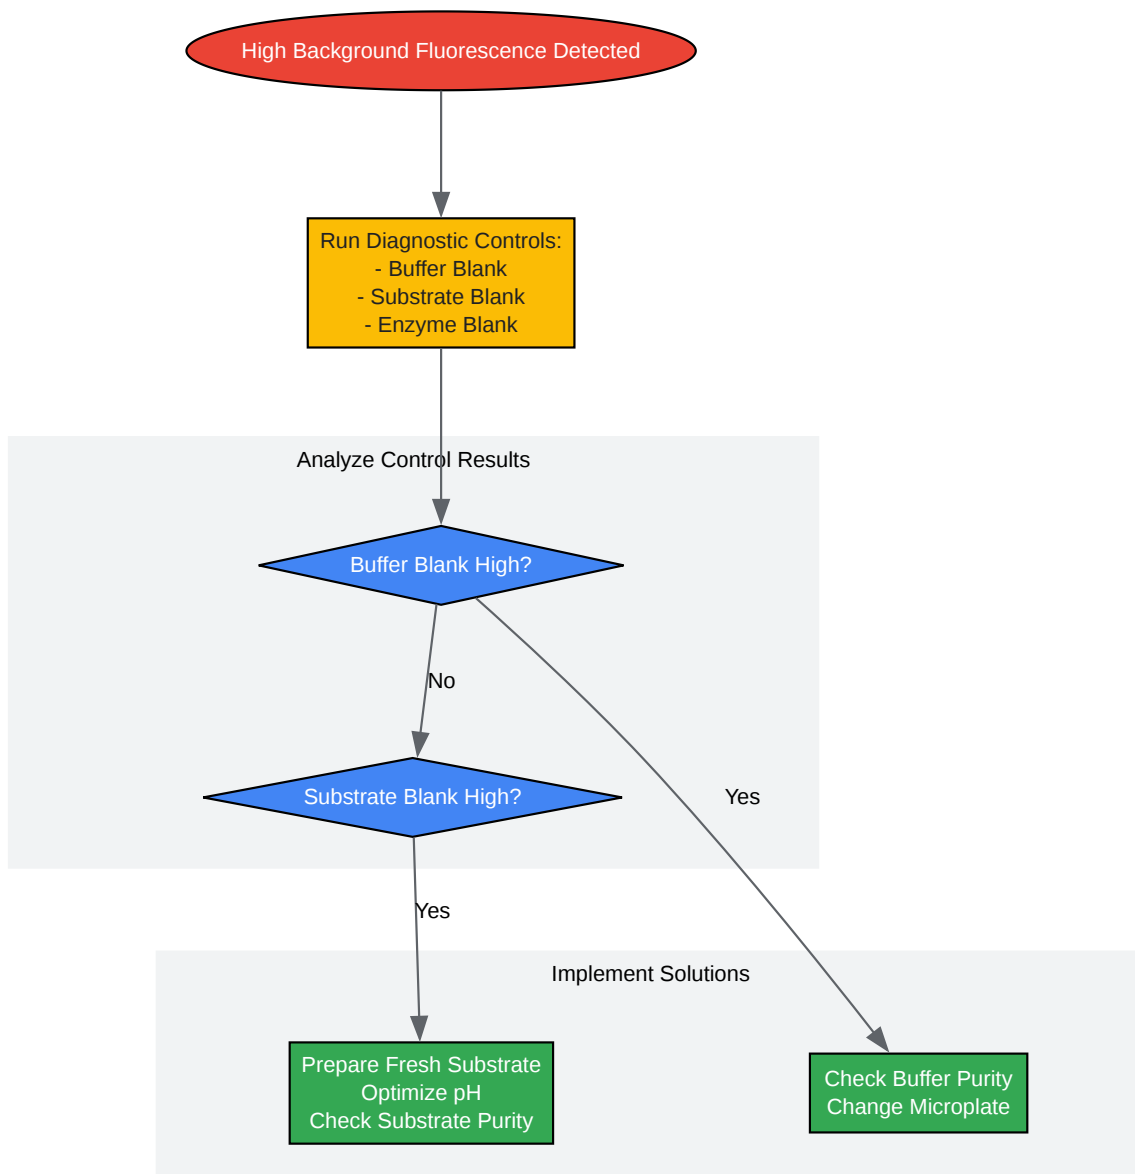 High Background Fluorescence Detected
Run Diagnostic Controls:
- Buffer Blank
- Substrate Blank
- Enzyme Blank
Analyze Control Results
Buffer Blank High?
No
Substrate Blank High?
Yes
Yes
Implement Solutions
Prepare Fresh Substrate
Optimize pH
Check Substrate Purity
Check Buffer Purity
Change Microplate